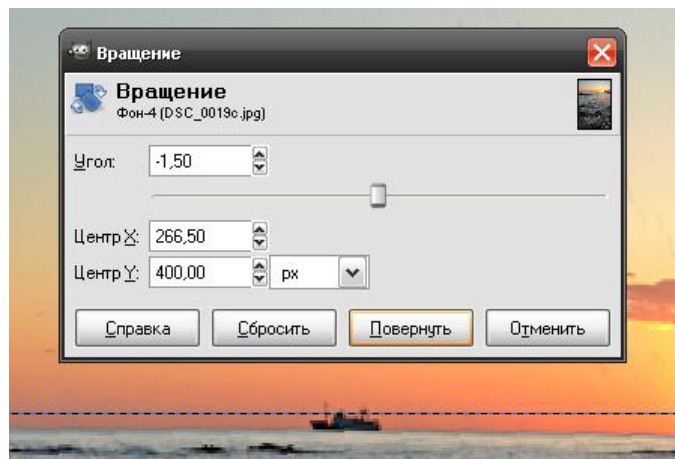 Вращение
Вращение
Фон-4 (DSC_0019c.jpg)
Угол: -1,50
Центр X: 266,50
Центр Y: 400,00 px
Справка Сбросить Повернуть Отменить